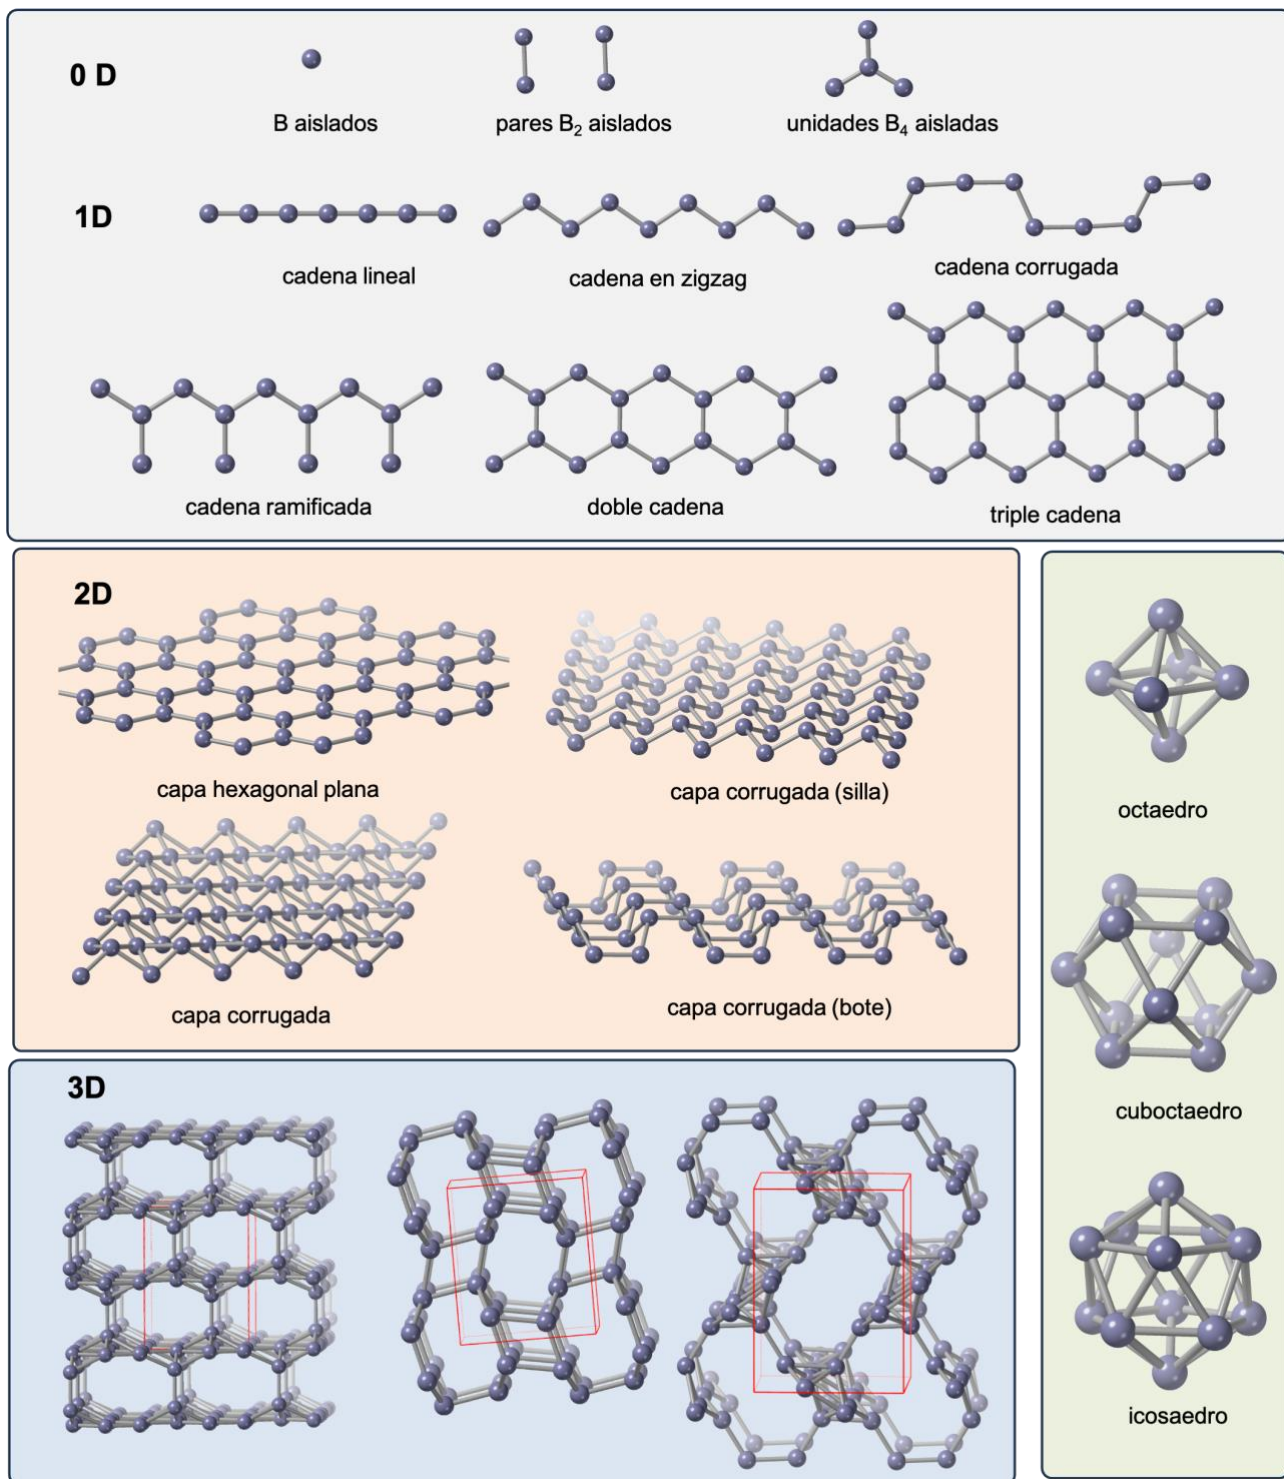 0 D
B aislados
pares B₂ aislados
unidades B₄ aisladas
1D
cadena lineal
cadena en zigzag
cadena corrugada
cadena ramificada
doble cadena
triple cadena
2D
capa hexagonal plana
capa corrugada (silla)
capa corrugada
capa corrugada (bote)
3D
octaedro
cuboctaedro
icosaedro